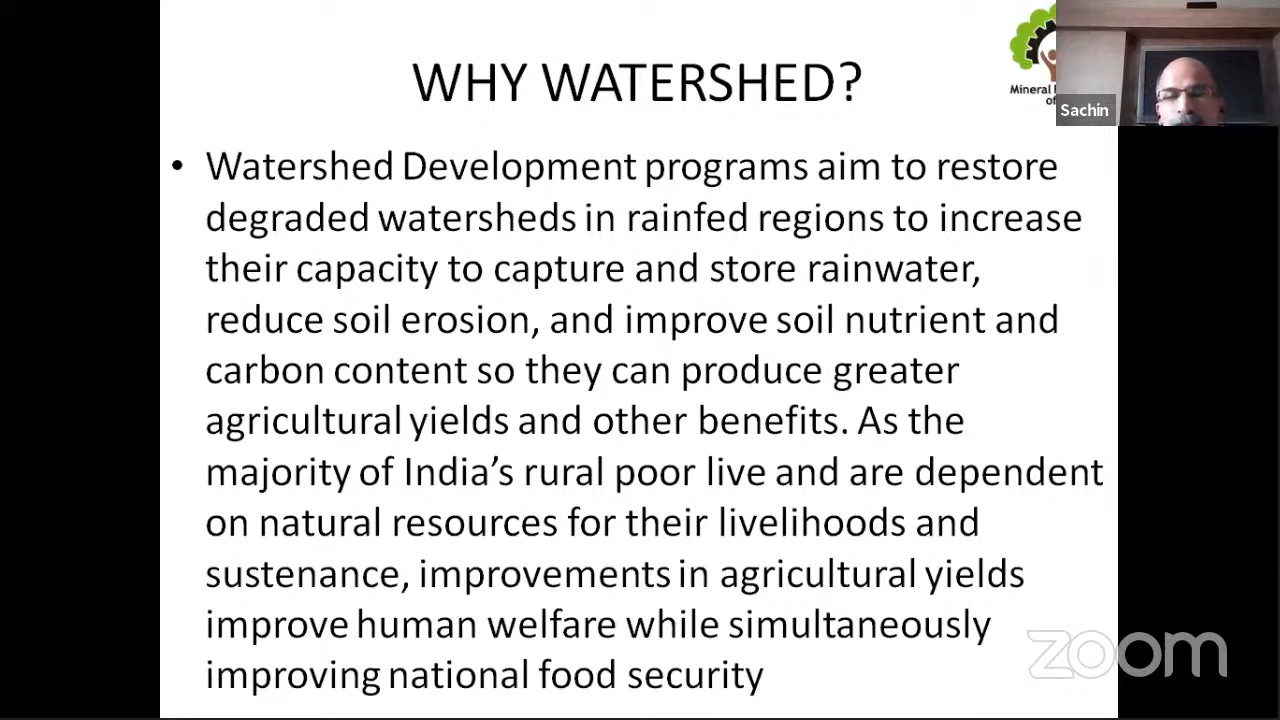 WHY WATERSHED?
Mineral
of
Sachin
• Watershed Development programs aim to restore
degraded watersheds in rainfed regions to increase
their capacity to capture and store rainwater,
reduce soil erosion, and improve soil nutrient and
carbon content so they can produce greater
agricultural yields and other benefits. As the
majority of India’s rural poor live and are dependent
on natural resources for their livelihoods and
sustenance, improvements in agricultural yields
improve human welfare while simultaneously
improving national food security
zoom